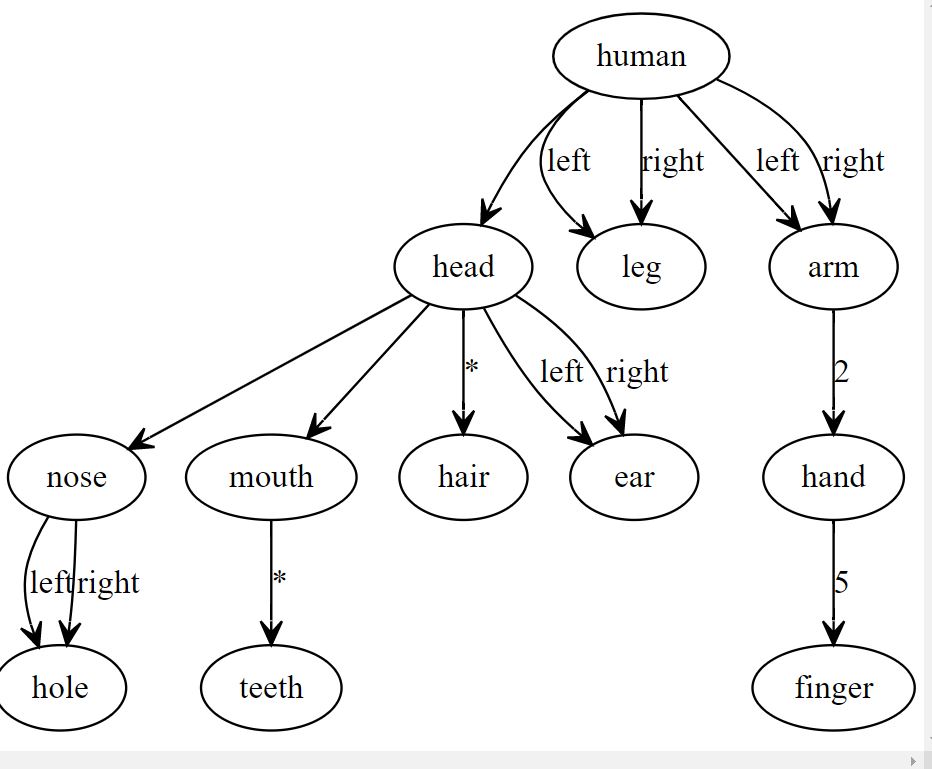 human
left
right
left
right
head
leg
arm
*
left
right
2
nose
mouth
hair
ear
hand
left
right
*
5
hole
teeth
finger